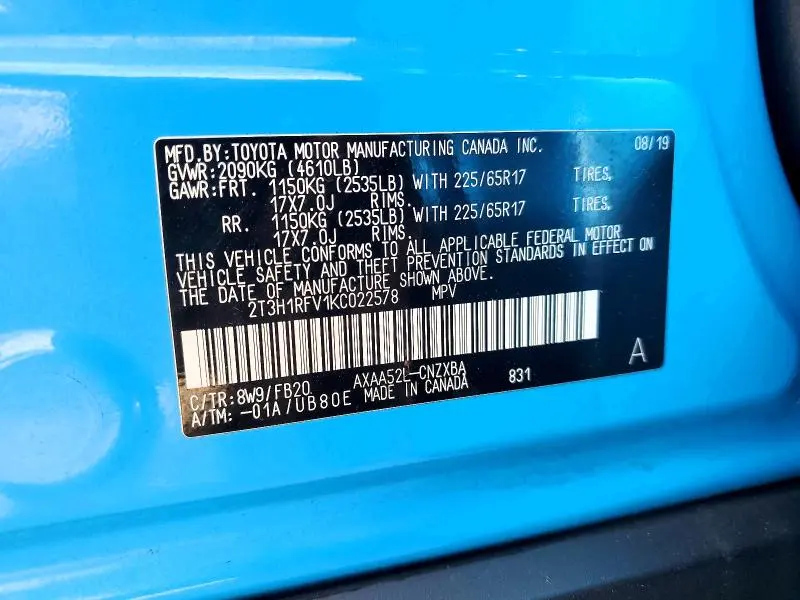 MFD.BY:TOYOTA MOTOR MANUFACTURING CANADA INC. 08/19
GVWR:2090KG (4610LB)
GAWR:FRT. 1150KG (2535LB) WITH 225/65R17 TIRES,
17X7.0J RIMS.
RR. 1150KG (2535LB) WITH 225/65R17 TIRES,
17X7.0J RIMS.
THIS VEHICLE CONFORMS TO ALL APPLICABLE FEDERAL MOTOR
VEHICLE SAFETY AND THEFT PREVENTION STANDARDS IN EFFECT ON
THE DATE OF MANUFACTURE SHOWN ABOVE.
2T3H1RFV1KC022578 MPV
A
C/TR:8W9/FB20 AXAA52L-CNZXBA 831
A/TM:-01A/UB80E MADE IN CANADA